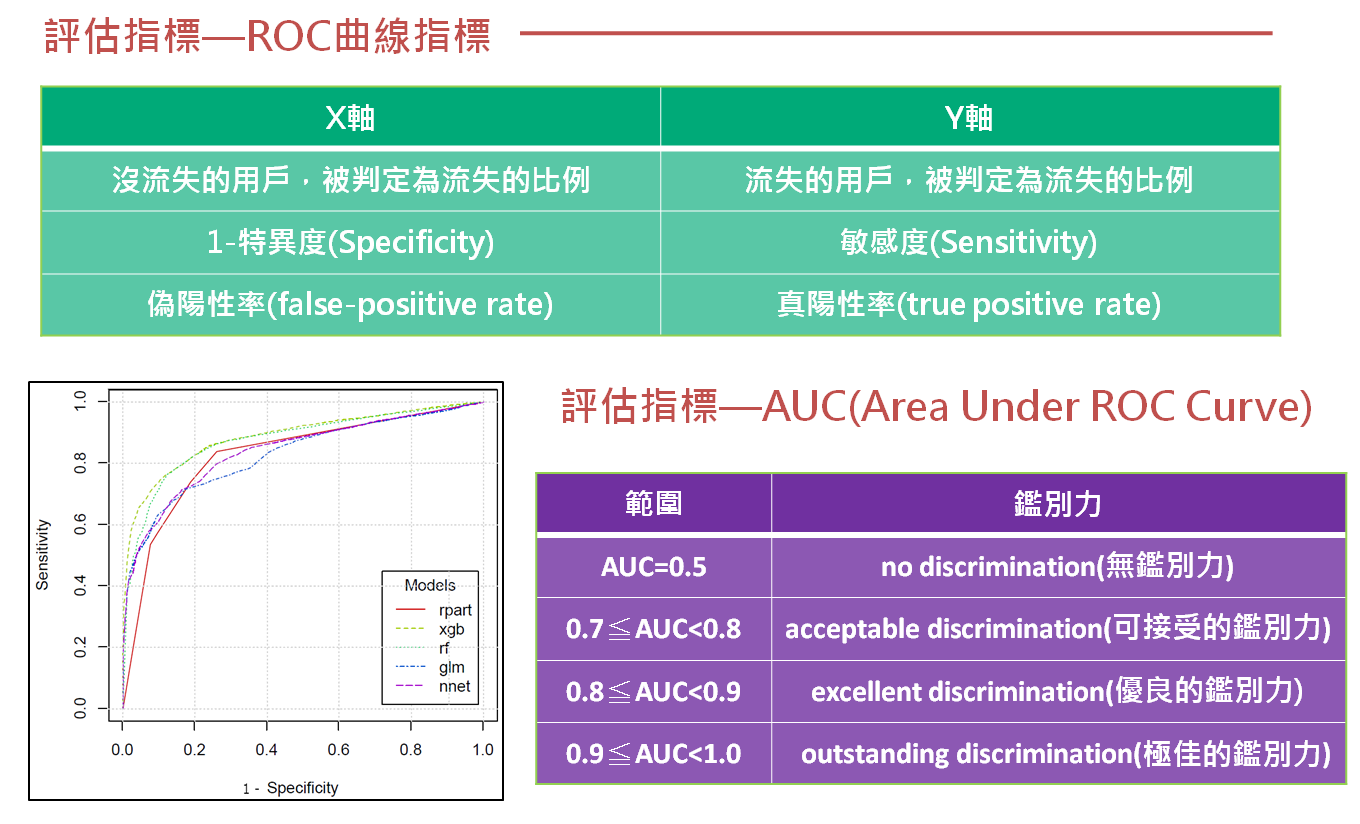 評估指標—ROC曲線指標
X軸
Y軸
沒流失的用戶，被判定為流失的比例
流失的用戶，被判定為流失的比例
1-特異度(Specificity)
敏感度(Sensitivity)
偽陽性率(false-posiitive rate)
真陽性率(true positive rate)
Sensitivity
1.0
0.8
0.6
0.4
0.2
0.0
Models
rpart
xgb
rf
glm
nnet
0.0 0.2 0.4 0.6 0.8 1.0
1 - Specificity
評估指標—AUC(Area Under ROC Curve)
範圍
鑑別力
AUC=0.5
no discrimination(無鑑別力)
0.7≦AUC<0.8
acceptable discrimination(可接受的鑑別力)
0.8≦AUC<0.9
excellent discrimination(優良的鑑別力)
0.9≦AUC<1.0
outstanding discrimination(極佳的鑑別力)